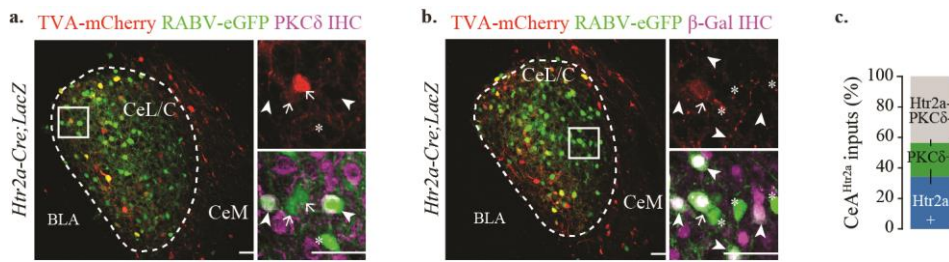 a.
TVA-mCherry RABV-eGFP PKCδ IHC
Htr2a-Cre;LacZ
CeL/C
BLA
CeM
*
*
b.
TVA-mCherry RABV-eGFP β-Gal IHC
Htr2a-Cre;LacZ
CeL/C
BLA
CeM
*
*
*
*
*
*
c.
CeA^Htr2a inputs (%)
100
80
60
40
20
0
Htr2a-
PKCδ-
PKCδ+
Htr2a
+